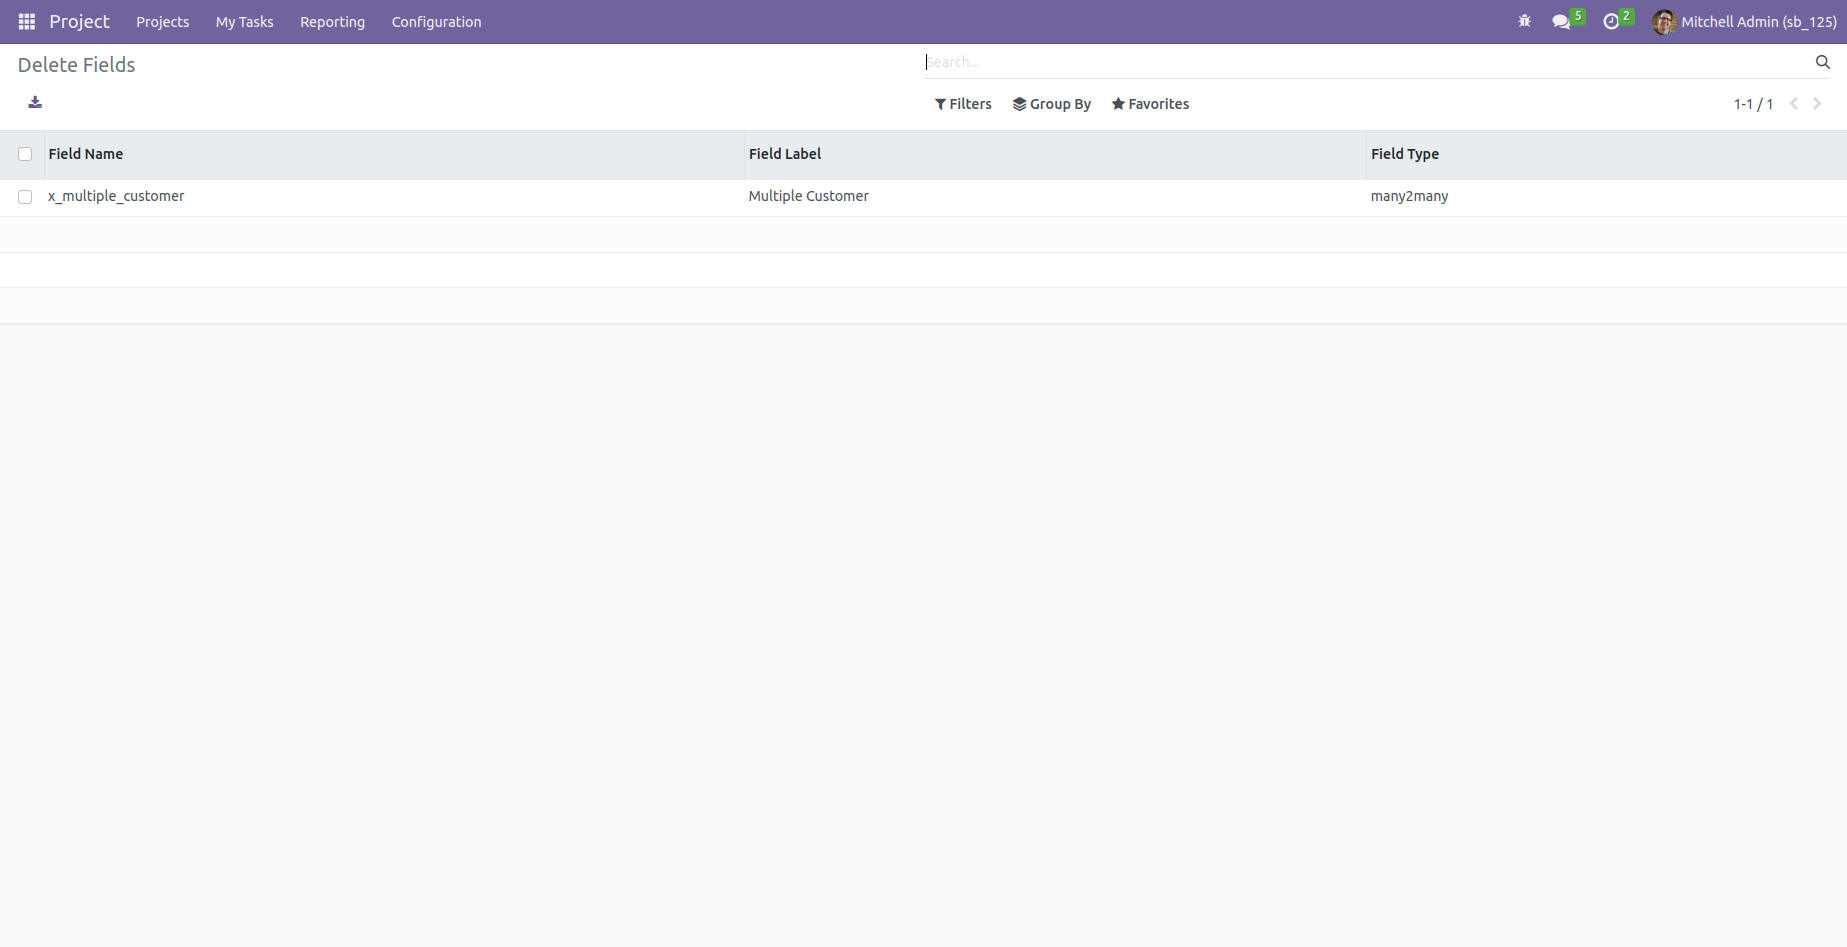 Project Projects My Tasks Reporting Configuration 5 2 Mitchell Admin (sb_125)
Delete Fields Search...
Filters Group By Favorites 1-1 / 1
Field Name Field Label Field Type
x_multiple_customer Multiple Customer many2many